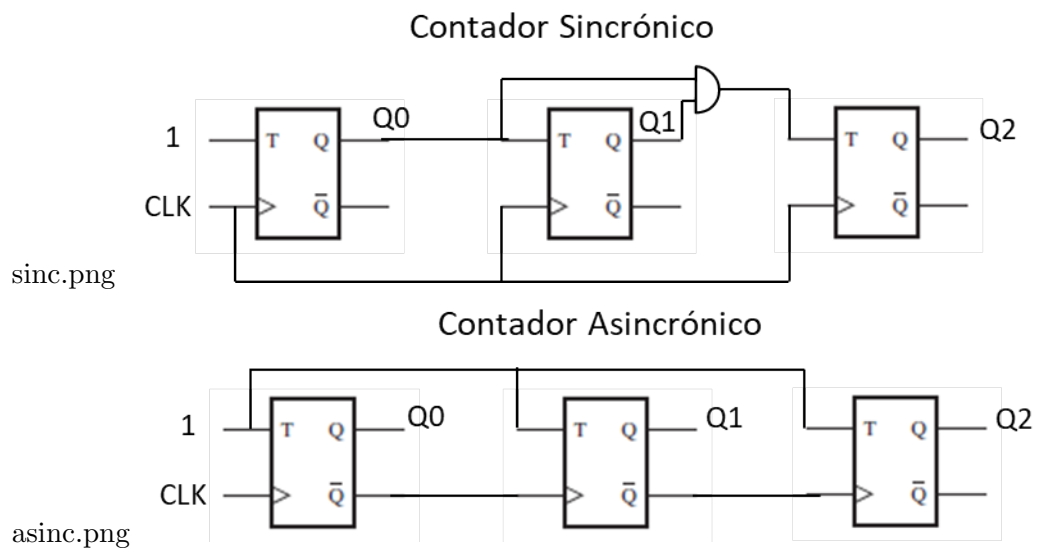 Contador Sincrónico
Q0 Q1 Q2
1 T Q T Q T Q
CLK Q̅ Q̅ Q̅
sinc.png
Contador Asincrónico
1 T Q Q0 T Q Q1 T Q Q2
CLK Q̅ Q̅ Q̅
asinc.png